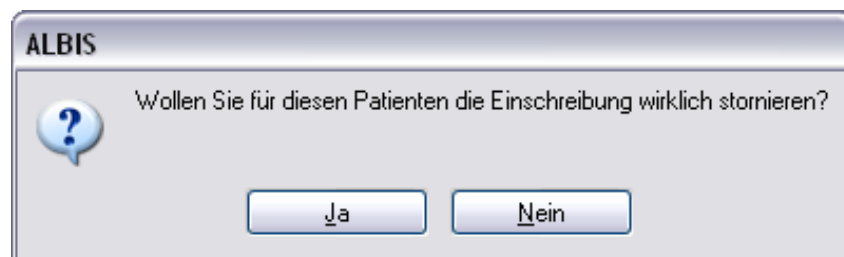 ALBIS
Wollen Sie für diesen Patienten die Einschreibung wirklich stornieren?
Ja
Nein